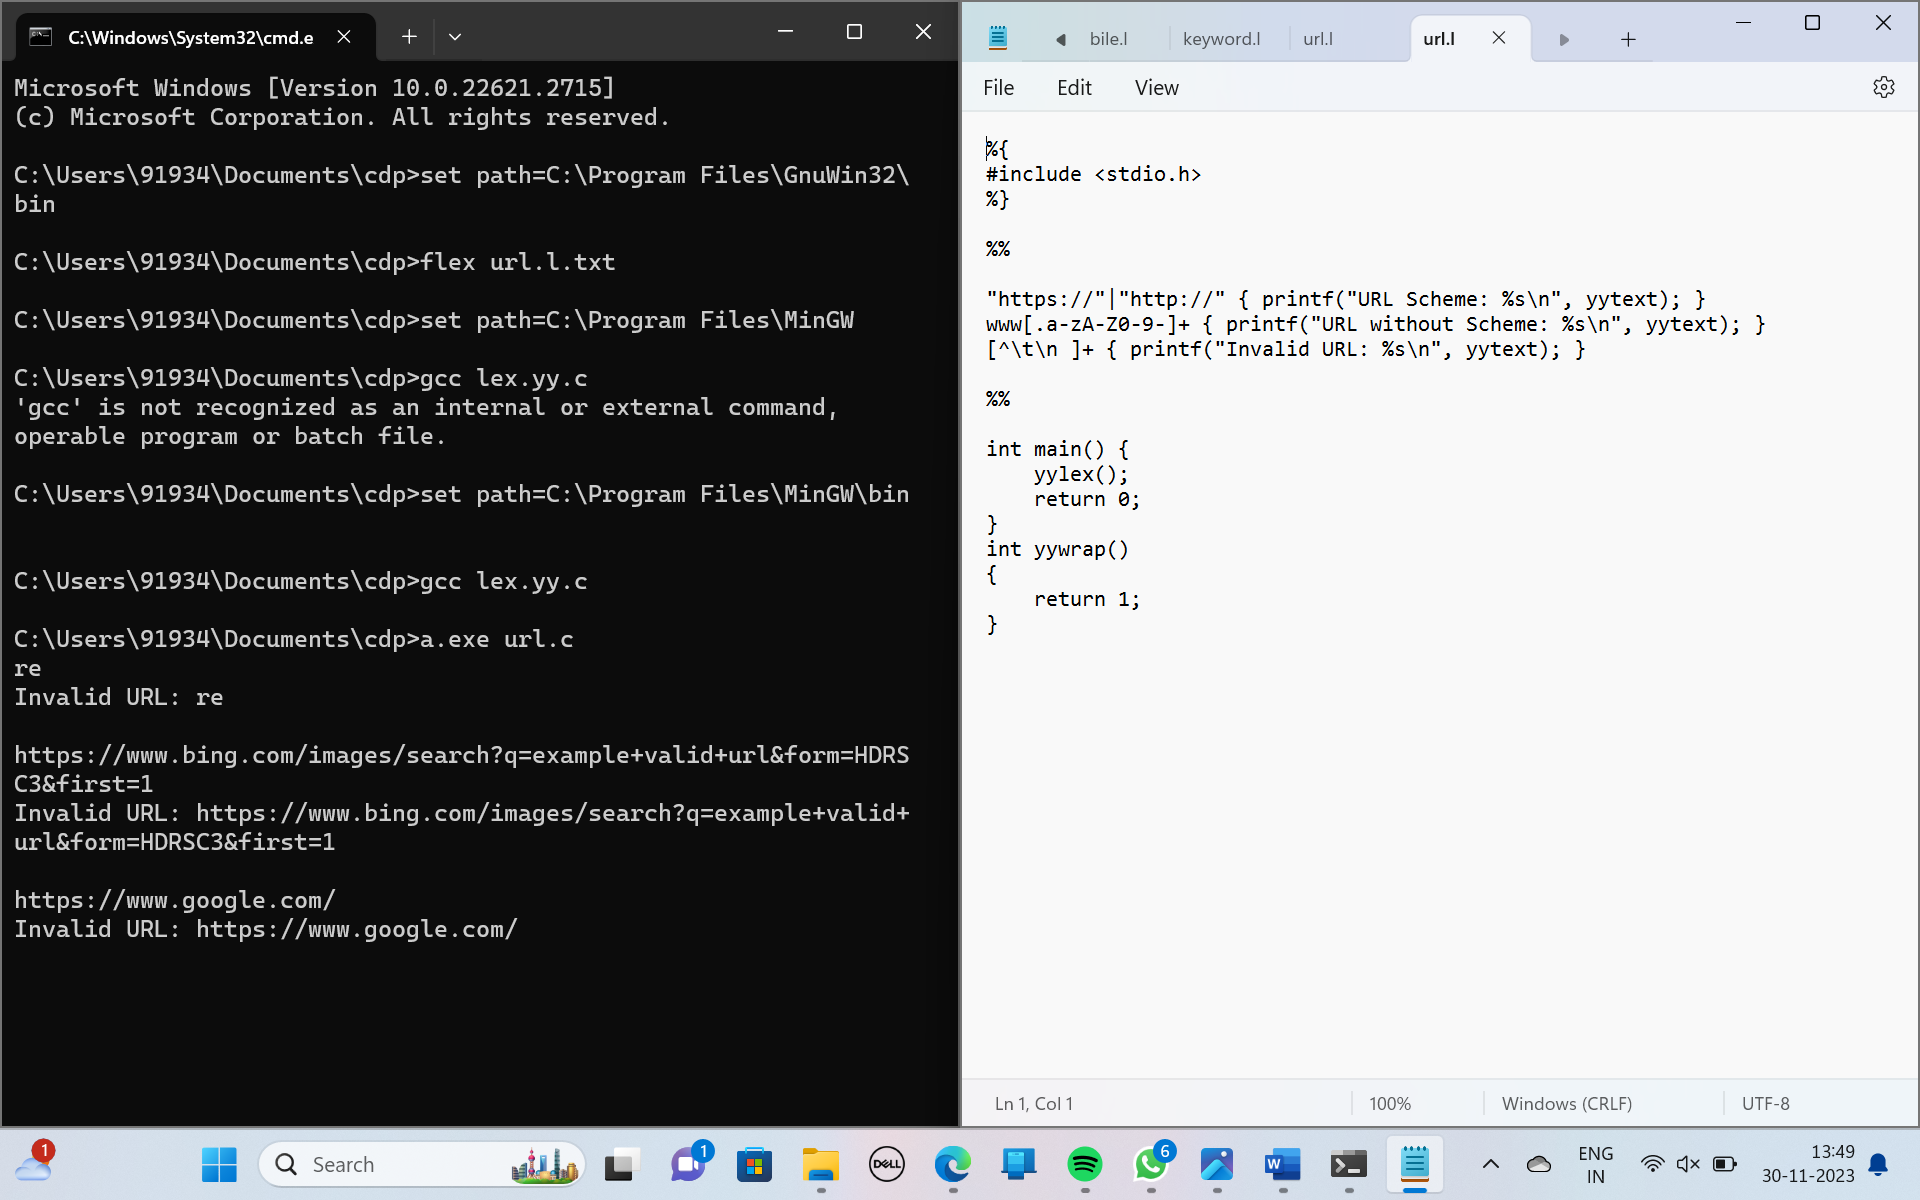 C:\Windows\System32\cmd.e
Microsoft Windows [Version 10.0.22621.2715]
(c) Microsoft Corporation. All rights reserved.
C:\Users\91934\Documents\cdp>set path=C:\Program Files\GnuWin32\
bin
C:\Users\91934\Documents\cdp>flex url.l.txt
C:\Users\91934\Documents\cdp>set path=C:\Program Files\MinGW
C:\Users\91934\Documents\cdp>gcc lex.yy.c
'gcc' is not recognized as an internal or external command,
operable program or batch file.
C:\Users\91934\Documents\cdp>set path=C:\Program Files\MinGW\bin
C:\Users\91934\Documents\cdp>gcc lex.yy.c
C:\Users\91934\Documents\cdp>a.exe url.c
re
Invalid URL: re
https://www.bing.com/images/search?q=example+valid+url&form=HDRS
C3&first=1
Invalid URL: https://www.bing.com/images/search?q=example+valid+
url&form=HDRSC3&first=1
https://www.google.com/
Invalid URL: https://www.google.com/
bile.l keyword.l url.l url.l
File Edit View
%{
#include <stdio.h>
%}
%%
"https://"|"http://" { printf("URL Scheme: %s\n", yytext); }
www[.a-zA-Z0-9-]+ { printf("URL without Scheme: %s\n", yytext); }
[^\t\n ]+ { printf("Invalid URL: %s\n", yytext); }
%%
int main() {
    yylex();
    return 0;
}
int yywrap()
{
    return 1;
}
Ln 1, Col 1 100% Windows (CRLF) UTF-8
1
Search
1
DELL
6
W
ENG
IN
13:49
30-11-2023